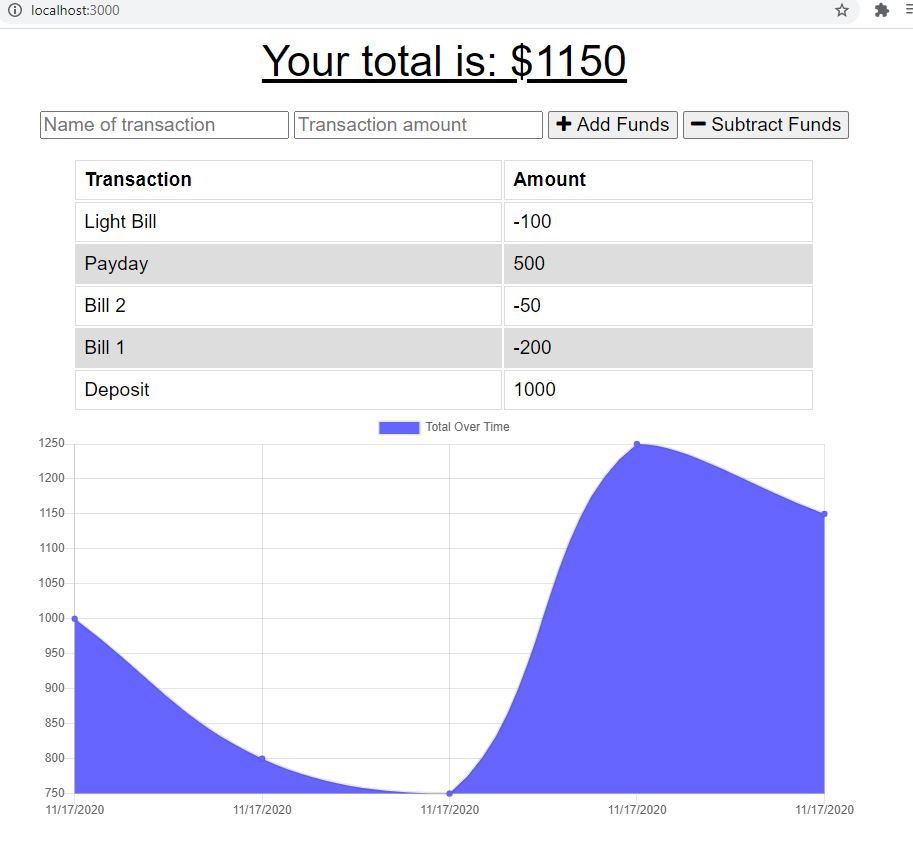 localhost:3000
Your total is: $1150
Name of transaction Transaction amount Add Funds Subtract Funds
Transaction Amount
Light Bill -100
Payday 500
Bill 2 -50
Bill 1 -200
Deposit 1000
Total Over Time
1250
1200
1150
1100
1050
1000
950
900
850
800
750
11/17/2020 11/17/2020 11/17/2020 11/17/2020 11/17/2020